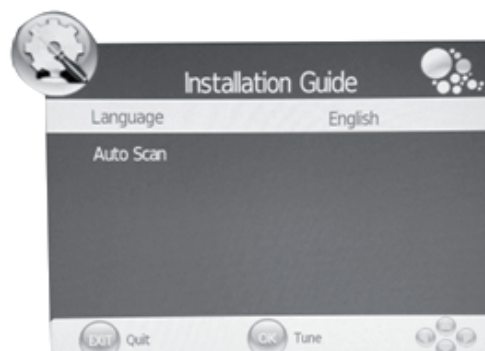 Installation Guide
Language English
Auto Scan
EXIT Quit OK Tune